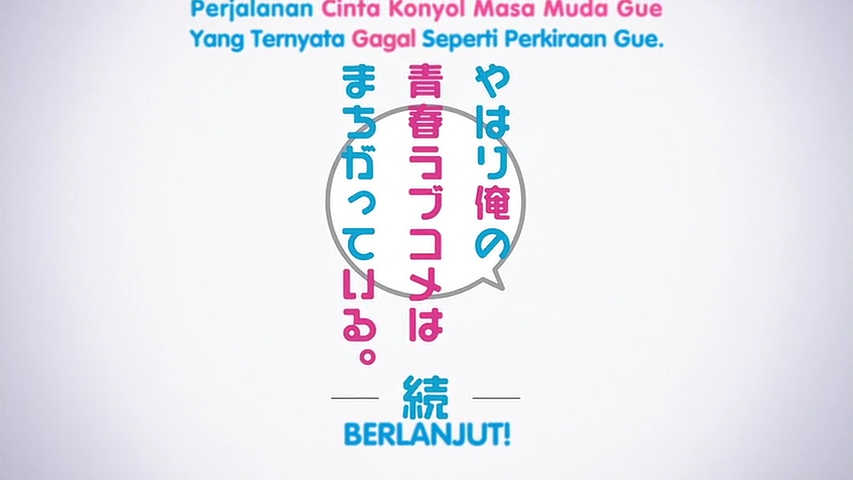 Perjalanan Cinta Konyol Masa Muda Gue
Yang Ternyata Gagal Seperti Perkiraan Gue.
やはり俺の
青春ラブコメは
まちがっている。
続
BERLANJUT!